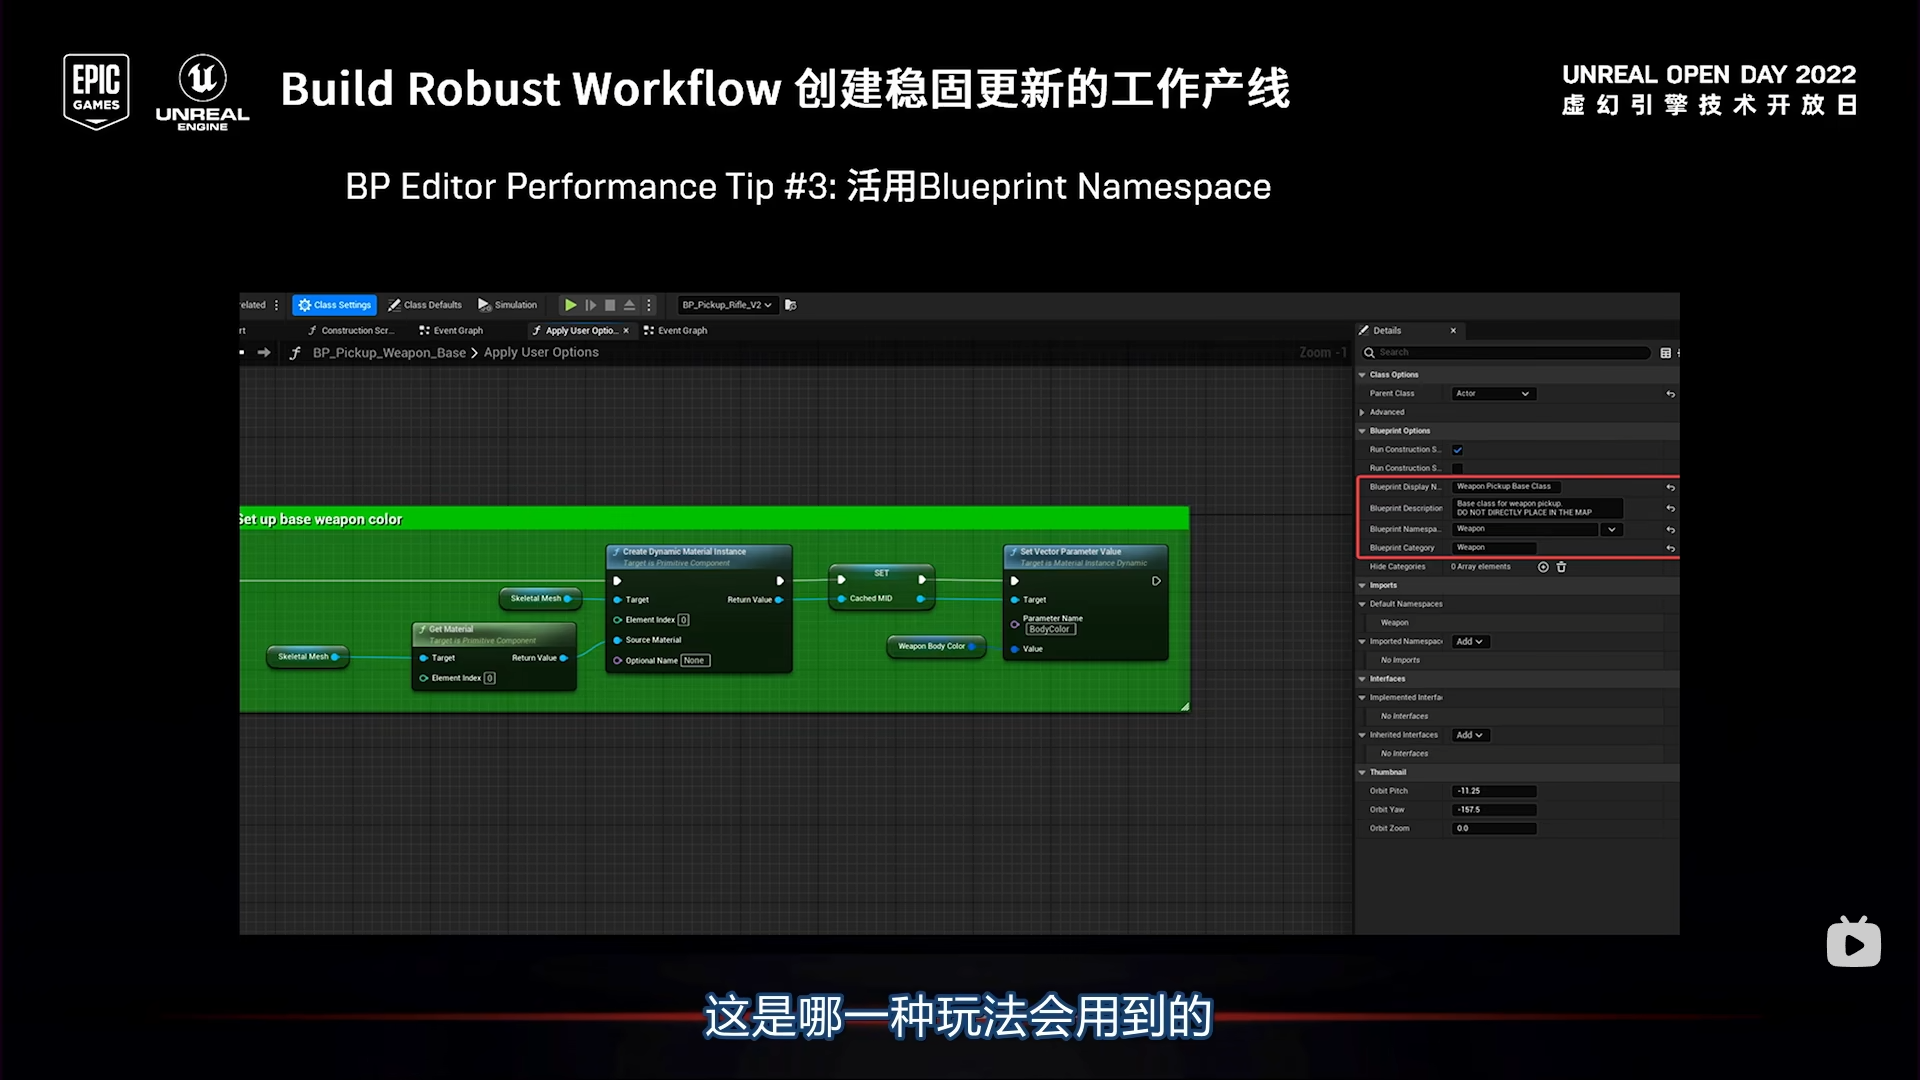 EPIC
GAMES
UNREAL
ENGINE
Build Robust Workflow 创建稳固更新的工作产线
UNREAL OPEN DAY 2022
虚幻引擎技术开放日
BP Editor Performance Tip #3: 活用Blueprint Namespace
elated
Class Settings
Class Defaults
Simulation
BP_Pickup_Rifle_V2
rt
Construction Scr...
Event Graph
Apply User Optio...
Event Graph
BP_Pickup_Weapon_Base > Apply User Options
Zoom -1
Set up base weapon color
Skeletal Mesh
Get Material
Target is Primitive Component
Target
Return Value
Element Index 0
Skeletal Mesh
Create Dynamic Material Instance
Target is Primitive Component
Target
Return Value
Element Index 0
Source Material
Optional Name None
SET
Cached MID
Weapon Body Color
Set Vector Parameter Value
Target is Material Instance Dynamic
Target
Parameter Name
BodyColor
Value
Details
Search
Class Options
Parent Class
Actor
Advanced
Blueprint Options
Run Construction S...
Run Construction S...
Blueprint Display N...
Weapon Pickup Base Class
Blueprint Description
Base class for weapon pickup.
DO NOT DIRECTLY PLACE IN THE MAP
Blueprint Namespa...
Weapon
Blueprint Category
Weapon
Hide Categories
0 Array elements
Imports
Default Namespaces
Weapon
Imported Namespac
Add
No Imports
Interfaces
Implemented Interfa
No Interfaces
Inherited Interfaces
Add
No Interfaces
Thumbnail
Orbit Pitch
-11.25
Orbit Yaw
-157.5
Orbit Zoom
0.0
这是哪一种玩法会用到的